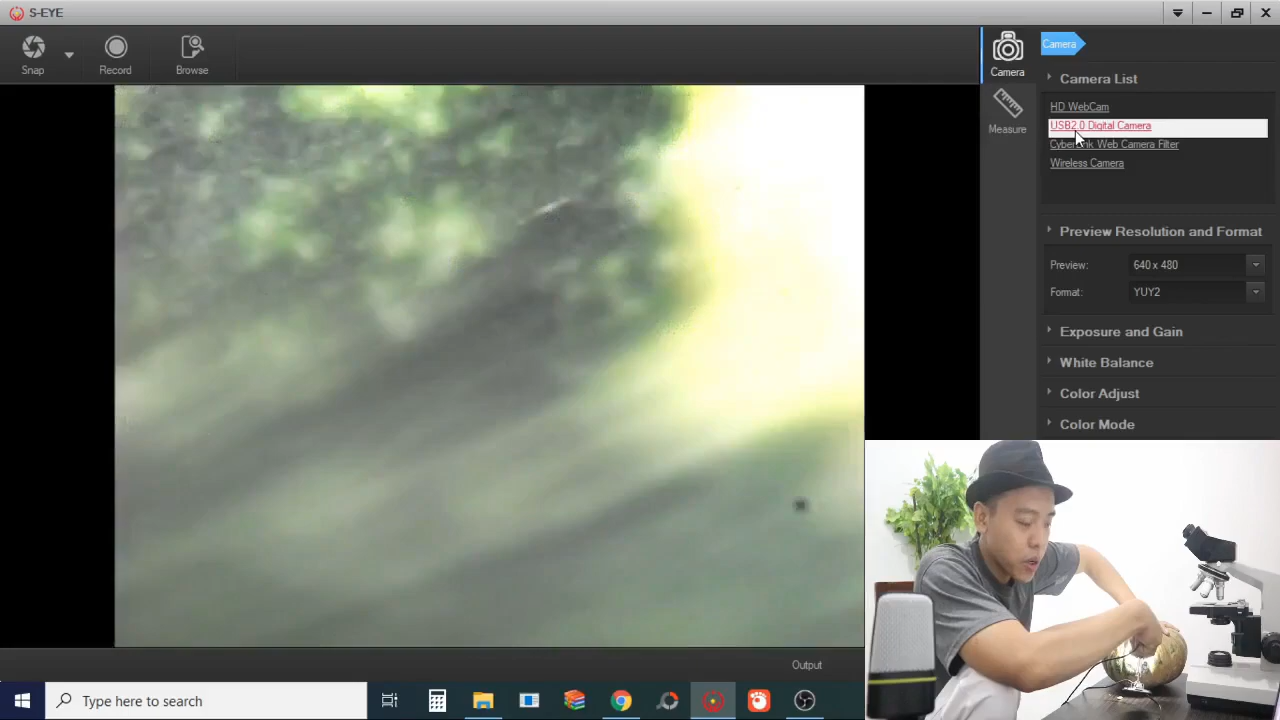 S-EYE
Snap
Record
Browse
Camera
Measure
Camera
Camera List
HD WebCam
USB2.0 Digital Camera
CyberLink Web Camera Filter
Wireless Camera
Preview Resolution and Format
Preview: 640 x 480
Format: YUY2
Exposure and Gain
White Balance
Color Adjust
Color Mode
Output
Type here to search